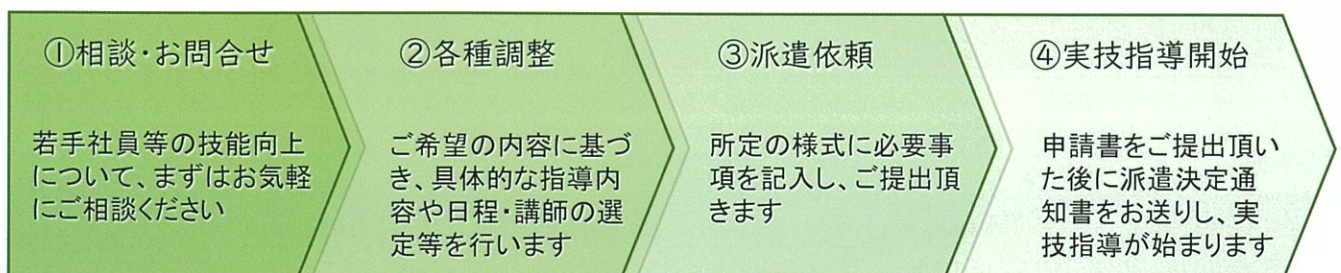 ①相談・お問合せ
若手社員等の技能向上
について、まずはお気軽
にご相談ください
②各種調整
ご希望の内容に基づ
き、具体的な指導内
容や日程・講師の選
定等を行います
③派遣依頼
所定の様式に必要事
項を記入し、ご提出頂
きます
④実技指導開始
申請書をご提出頂い
た後に派遣決定通
知書をお送りし、実
技指導が始まります